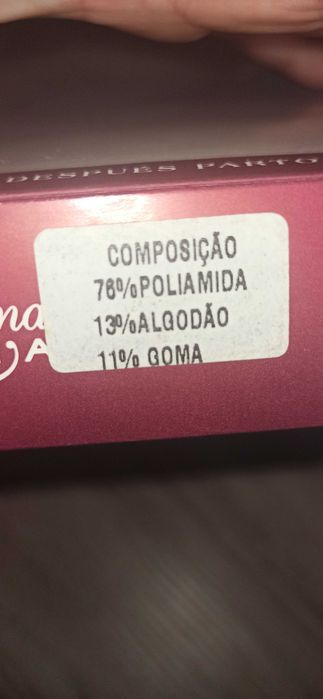 DESPUÉS PARTO
COMPOSIÇÃO
76%POLIAMIDA
13%ALGODÃO
11% GOMA